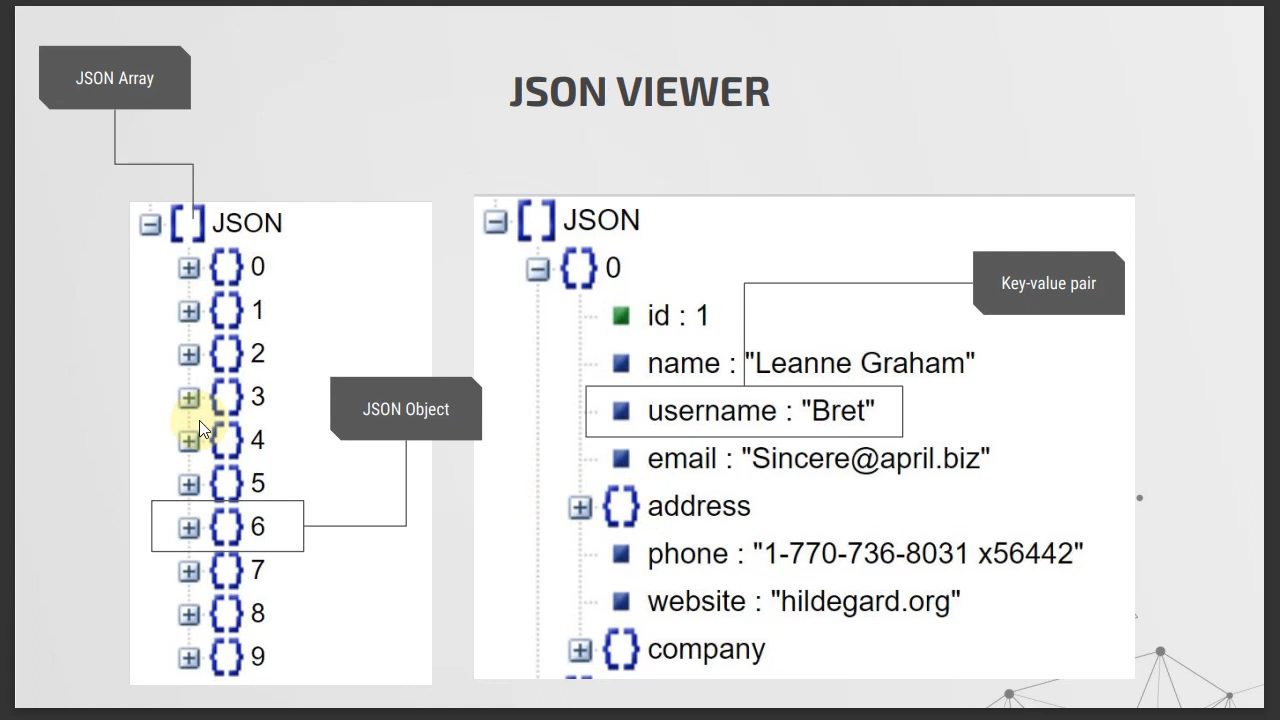 JSON Array
JSON VIEWER
JSON
0
1
2
3
4
5
6
7
8
9
JSON Object
JSON
0
id : 1
name : "Leanne Graham"
username : "Bret"
email : "Sincere@april.biz"
address
phone : "1-770-736-8031 x56442"
website : "hildegard.org"
company
Key-value pair